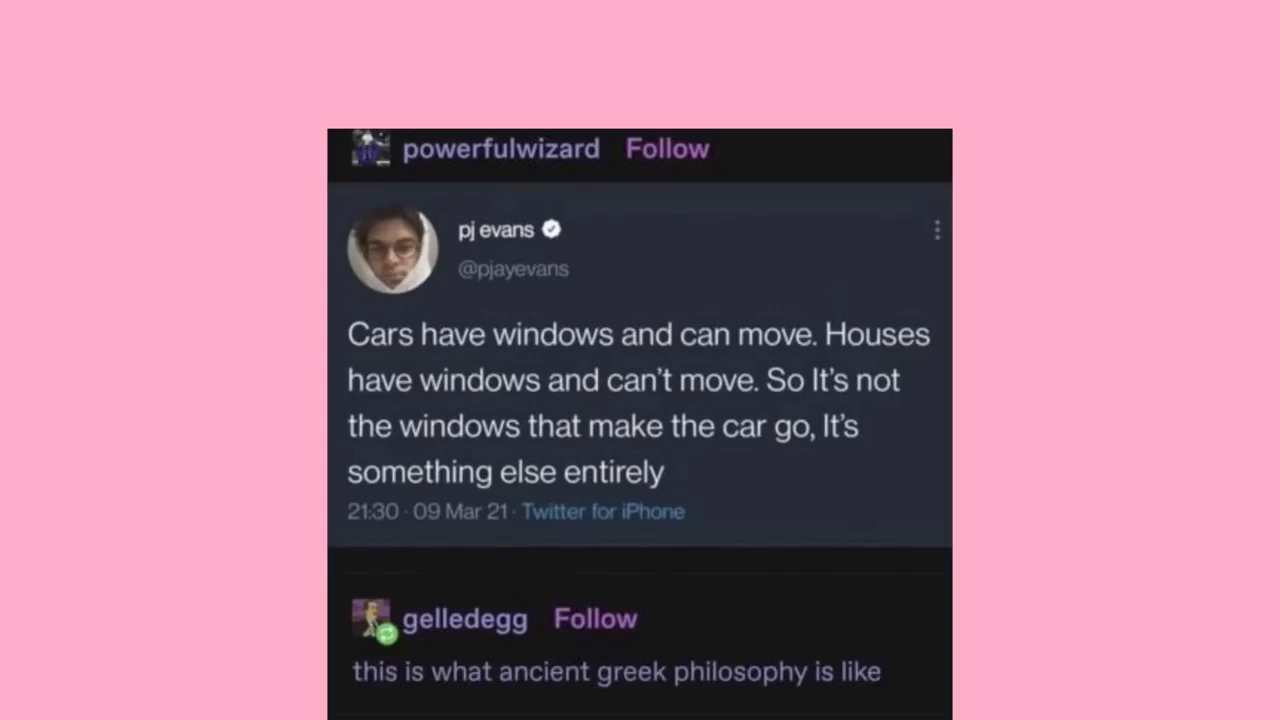 powerfulwizard Follow
pj evans
@pjayevans
Cars have windows and can move. Houses
have windows and can't move. So It's not
the windows that make the car go, It's
something else entirely
21:30 · 09 Mar 21 · Twitter for iPhone
gelledegg Follow
this is what ancient greek philosophy is like